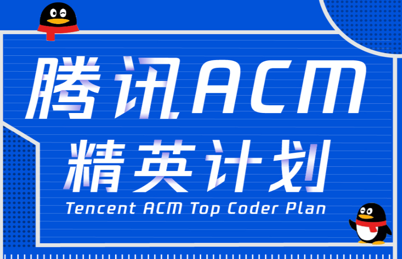 腾讯ACM
精英计划
Tencent ACM Top Coder Plan